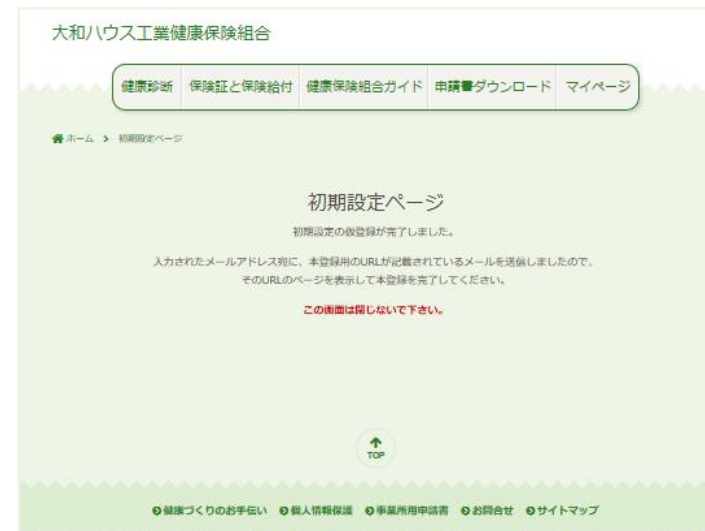 大和ハウス工業健康保険組合
健康診断 保険証と保険給付 健康保険組合ガイド 申請書ダウンロード マイページ
ホーム 初期設定ページ
初期設定ページ
初期設定の仮登録が完了しました。
入力されたメールアドレス宛に、本登録用のURLが記載されているメールを送信しましたので、
そのURLのページを表示して本登録を完了してください。
この画面は閉じないで下さい。
TOP
健康づくりのお手伝い 個人情報保護 事業所用申請書 お問合せ サイトマップ